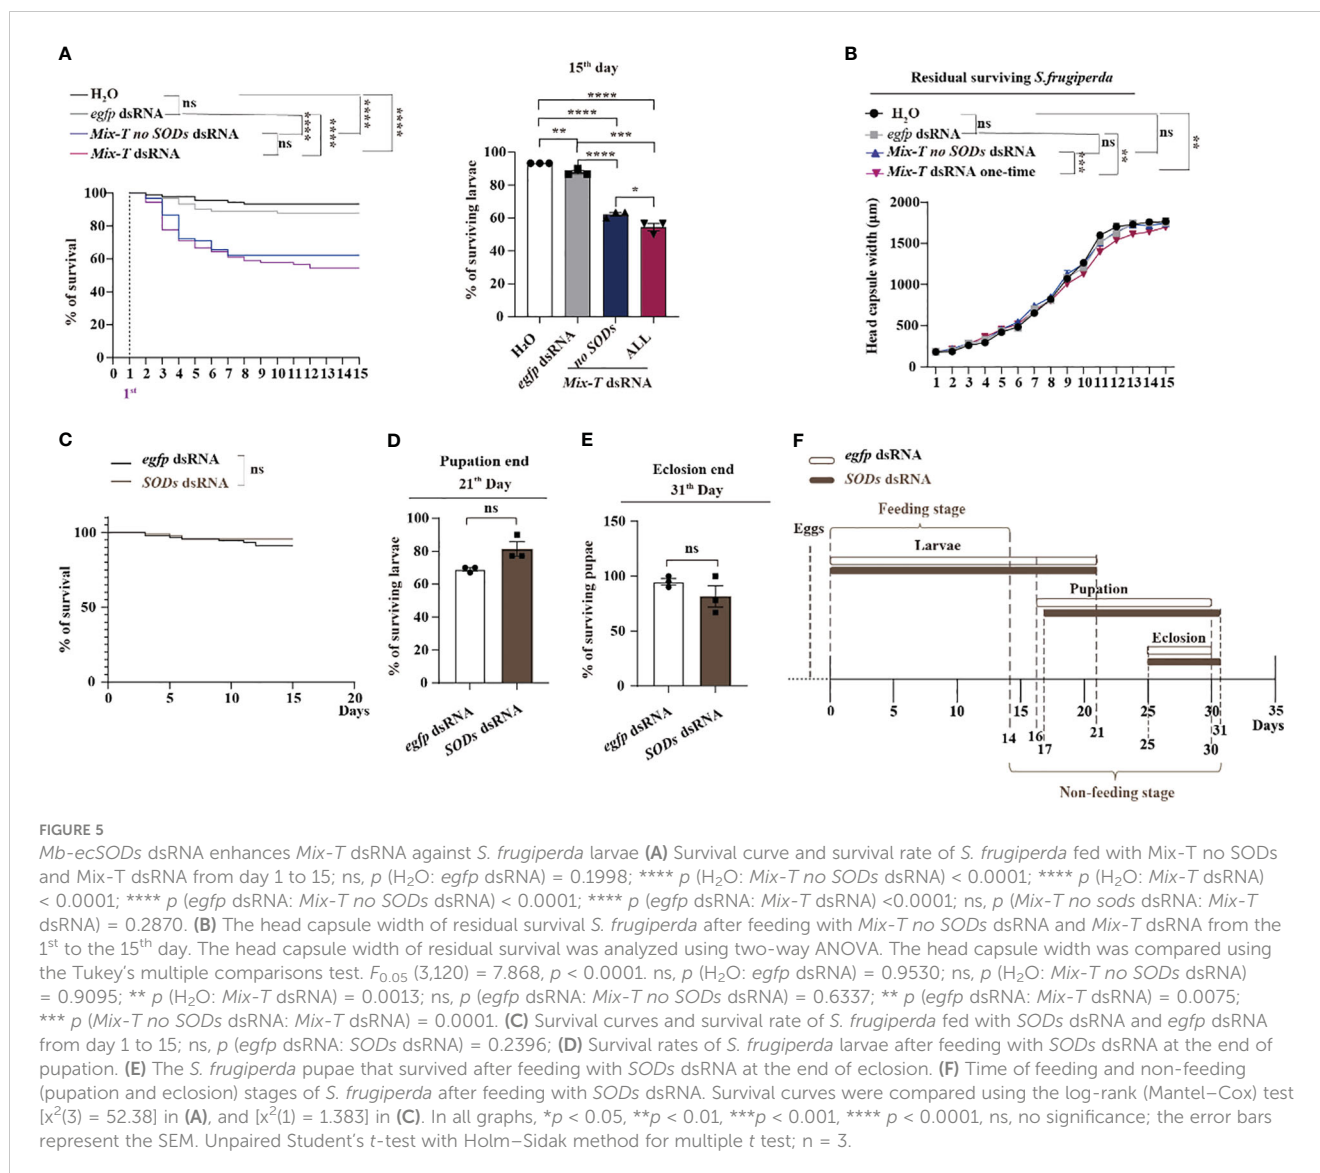 A
H₂O
egfp dsRNA
Mix-T no SODs dsRNA
Mix-T dsRNA
ns
ns
****
****
****
****
% of survival
100
80
60
40
20
0
0 1 2 3 4 5 6 7 8 9 10 11 12 13 14 15
1st
15th day
****
****
** ***
****
*
% of surviving larvae
100
80
60
40
20
0
H₂O
egfp dsRNA
no SODs
ALL
Mix-T dsRNA
B
Residual surviving S.frugiperda
H₂O
egfp dsRNA
Mix-T no SODs dsRNA
Mix-T dsRNA one-time
ns
***
ns
**
ns
**
Head capsule width (µm)
2000
1500
1000
500
0
1 2 3 4 5 6 7 8 9 10 11 12 13 14 15
C
egfp dsRNA
SODs dsRNA
ns
% of survival
100
50
0
0 5 10 15 20
Days
D
Pupation end
21th Day
ns
% of surviving larvae
100
80
60
40
20
0
egfp dsRNA
SODs dsRNA
E
Eclosion end
31th Day
ns
% of surviving pupae
150
100
50
0
egfp dsRNA
SODs dsRNA
F
egfp dsRNA
SODs dsRNA
Feeding stage
Eggs
Larvae
Pupation
Eclosion
0 5 10 15 20 25 30 35
Days
14 16 17 21 25 30 31
Non-feeding stage
FIGURE 5
Mb-ecSODs dsRNA enhances Mix-T dsRNA against S. frugiperda larvae (A) Survival curve and survival rate of S. frugiperda fed with Mix-T no SODs
and Mix-T dsRNA from day 1 to 15; ns, p (H₂O: egfp dsRNA) = 0.1998; **** p (H₂O: Mix-T no SODs dsRNA) < 0.0001; **** p (H₂O: Mix-T dsRNA)
< 0.0001; **** p (egfp dsRNA: Mix-T no SODs dsRNA) < 0.0001; **** p (egfp dsRNA: Mix-T dsRNA) <0.0001; ns, p (Mix-T no sods dsRNA: Mix-T
dsRNA) = 0.2870. (B) The head capsule width of residual survival S. frugiperda after feeding with Mix-T no SODs dsRNA and Mix-T dsRNA from the
1st to the 15th day. The head capsule width of residual survival was analyzed using two-way ANOVA. The head capsule width was compared using
the Tukey's multiple comparisons test. F₀.₀₅ (3,120) = 7.868, p < 0.0001. ns, p (H₂O: egfp dsRNA) = 0.9530; ns, p (H₂O: Mix-T no SODs dsRNA)
= 0.9095; ** p (H₂O: Mix-T dsRNA) = 0.0013; ns, p (egfp dsRNA: Mix-T no SODs dsRNA) = 0.6337; ** p (egfp dsRNA: Mix-T dsRNA) = 0.0075;
*** p (Mix-T no SODs dsRNA: Mix-T dsRNA) = 0.0001. (C) Survival curves and survival rate of S. frugiperda fed with SODs dsRNA and egfp dsRNA
from day 1 to 15; ns, p (egfp dsRNA: SODs dsRNA) = 0.2396; (D) Survival rates of S. frugiperda larvae after feeding with SODs dsRNA at the end of
pupation. (E) The S. frugiperda pupae that survived after feeding with SODs dsRNA at the end of eclosion. (F) Time of feeding and non-feeding
(pupation and eclosion) stages of S. frugiperda after feeding with SODs dsRNA. Survival curves were compared using the log-rank (Mantel–Cox) test
[x²(3) = 52.38] in (A), and [x²(1) = 1.383] in (C). In all graphs, *p < 0.05, **p < 0.01, ***p < 0.001, **** p < 0.0001, ns, no significance; the error bars
represent the SEM. Unpaired Student's t-test with Holm–Sidak method for multiple t test; n = 3.